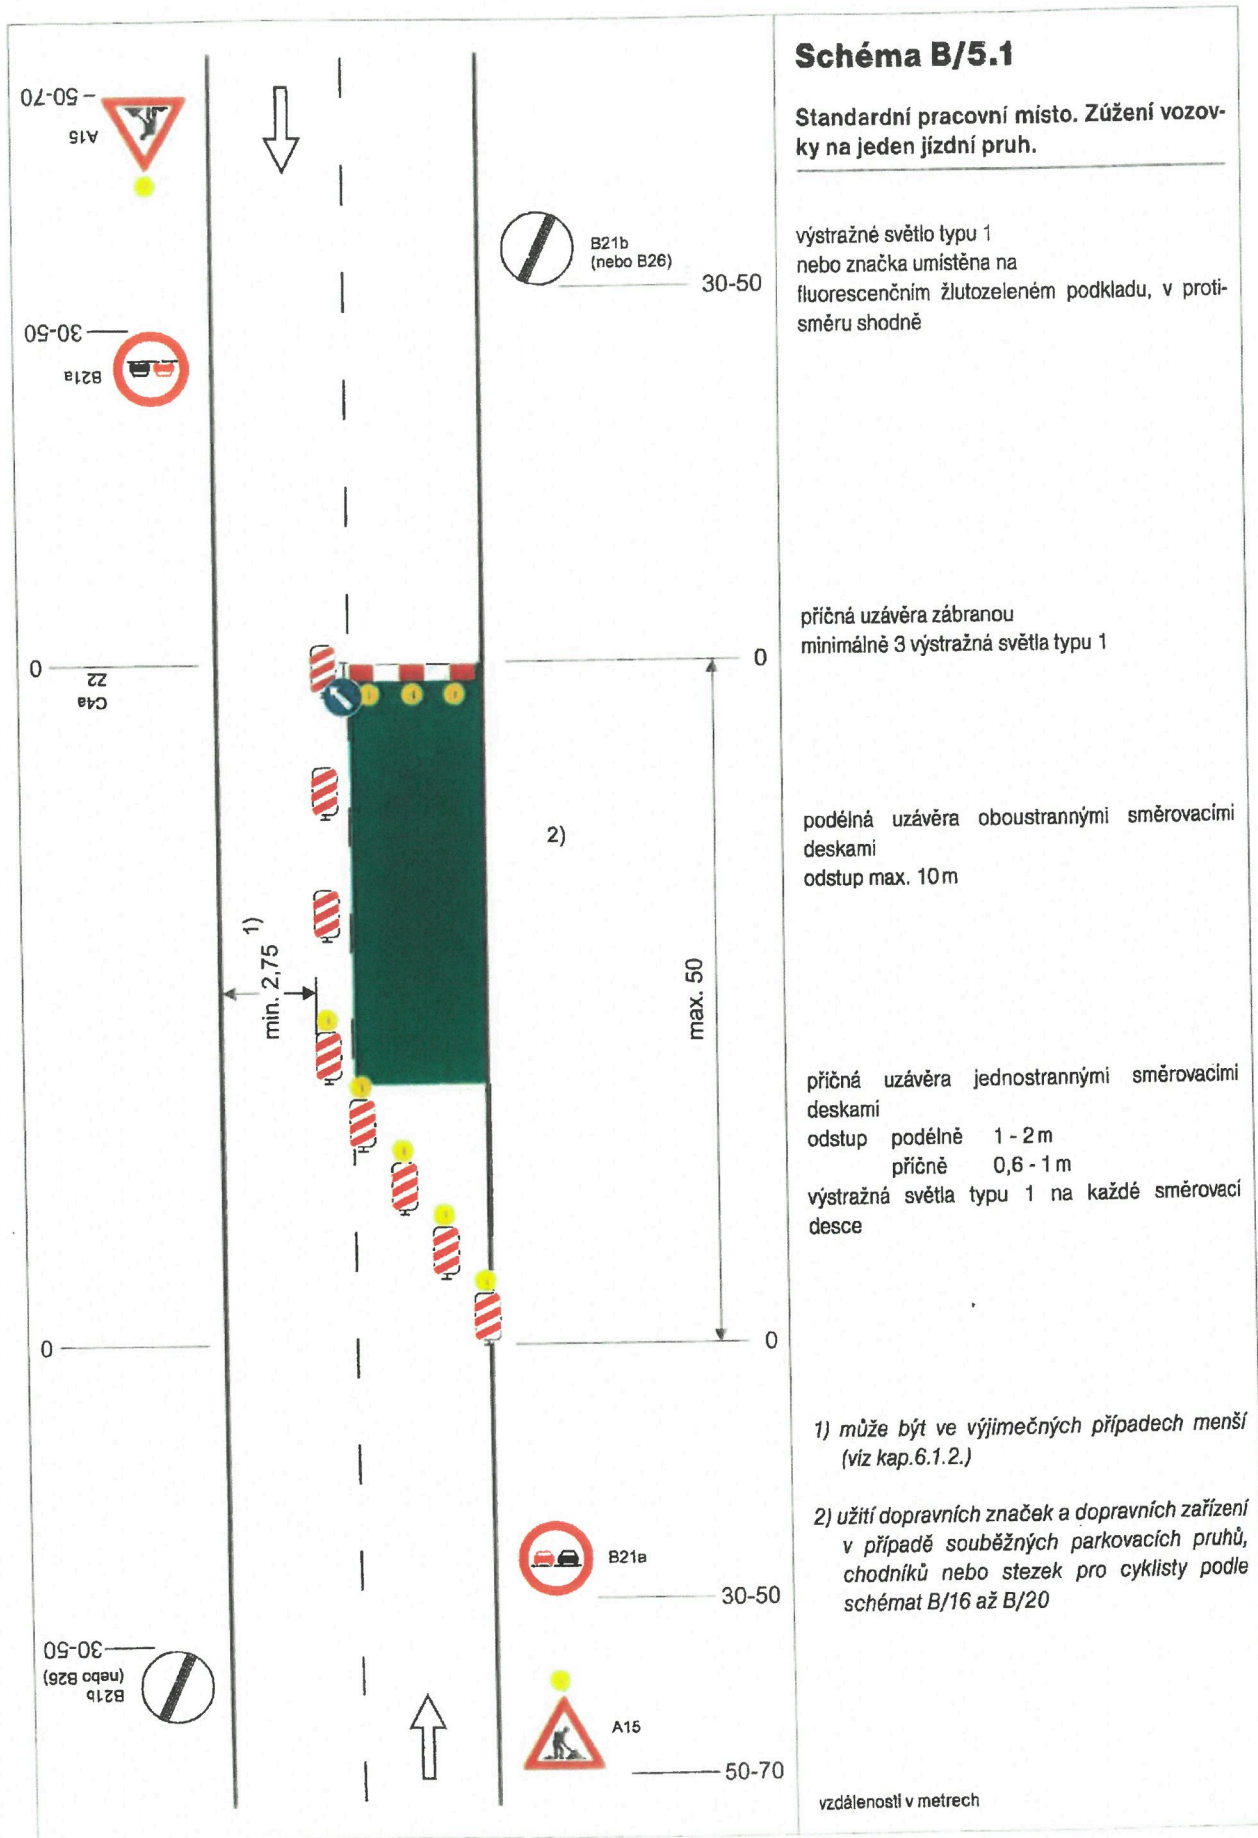 Schéma B/5.1
Standardní pracovní místo. Zúžení vozov-
ky na jeden jízdní pruh.
výstražné světlo typu 1
nebo značka umístěna na
fluorescenčním žlutozeleném podkladu, v proti-
směru shodně
příčná uzávěra zábranou
minimálně 3 výstražná světla typu 1
podélná uzávěra oboustrannými směrovacími
deskami
odstup max. 10 m
příčná uzávěra jednostrannými směrovacími
deskami
odstup podélně 1 - 2 m
příčně 0,6 - 1 m
výstražná světla typu 1 na každé směrovací
desce
1) může být ve výjimečných případech menší
(viz kap.6.1.2.)
2) užití dopravních značek a dopravních zařízení
v případě souběžných parkovacích pruhů,
chodníků nebo stezek pro cyklisty podle
schémat B/16 až B/20
vzdálenosti v metrech
50-70
A15
B21b
(nebo B26)
30-50
30-50
B21a
0
Z2
C4a
0
2)
min. 2,75 1)
max. 50
0
0
B21a
30-50
30-50
B21b
(nebo B26)
A15
50-70